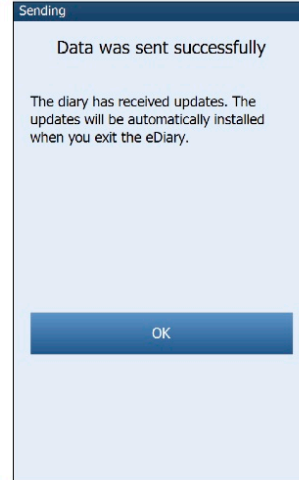 Sending
Data was sent successfully
The diary has received updates. The
updates will be automatically installed
when you exit the eDiary.
OK